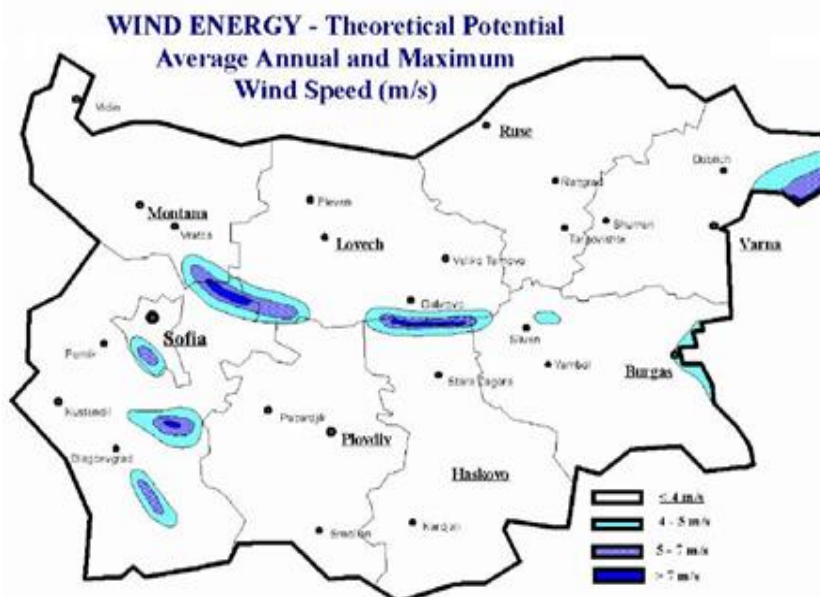 WIND ENERGY - Theoretical Potential
Average Annual and Maximum
Wind Speed (m/s)
Vidin
Ruse
Dobrich
Razgrad
Montana
Pleven
Shumen
Vratza
Lovech
Targovishte
Varna
Veliko Tarnovo
Gabrovo
Sofia
Sliven
Pernik
Yambol
Burgas
Stara Zagora
Kustendil
Pazardjik
Plovdiv
Blagoevgrad
Haskovo
Smolian
Kardjali
< 4 m/s
4 - 5 m/s
5 - 7 m/s
> 7 m/s